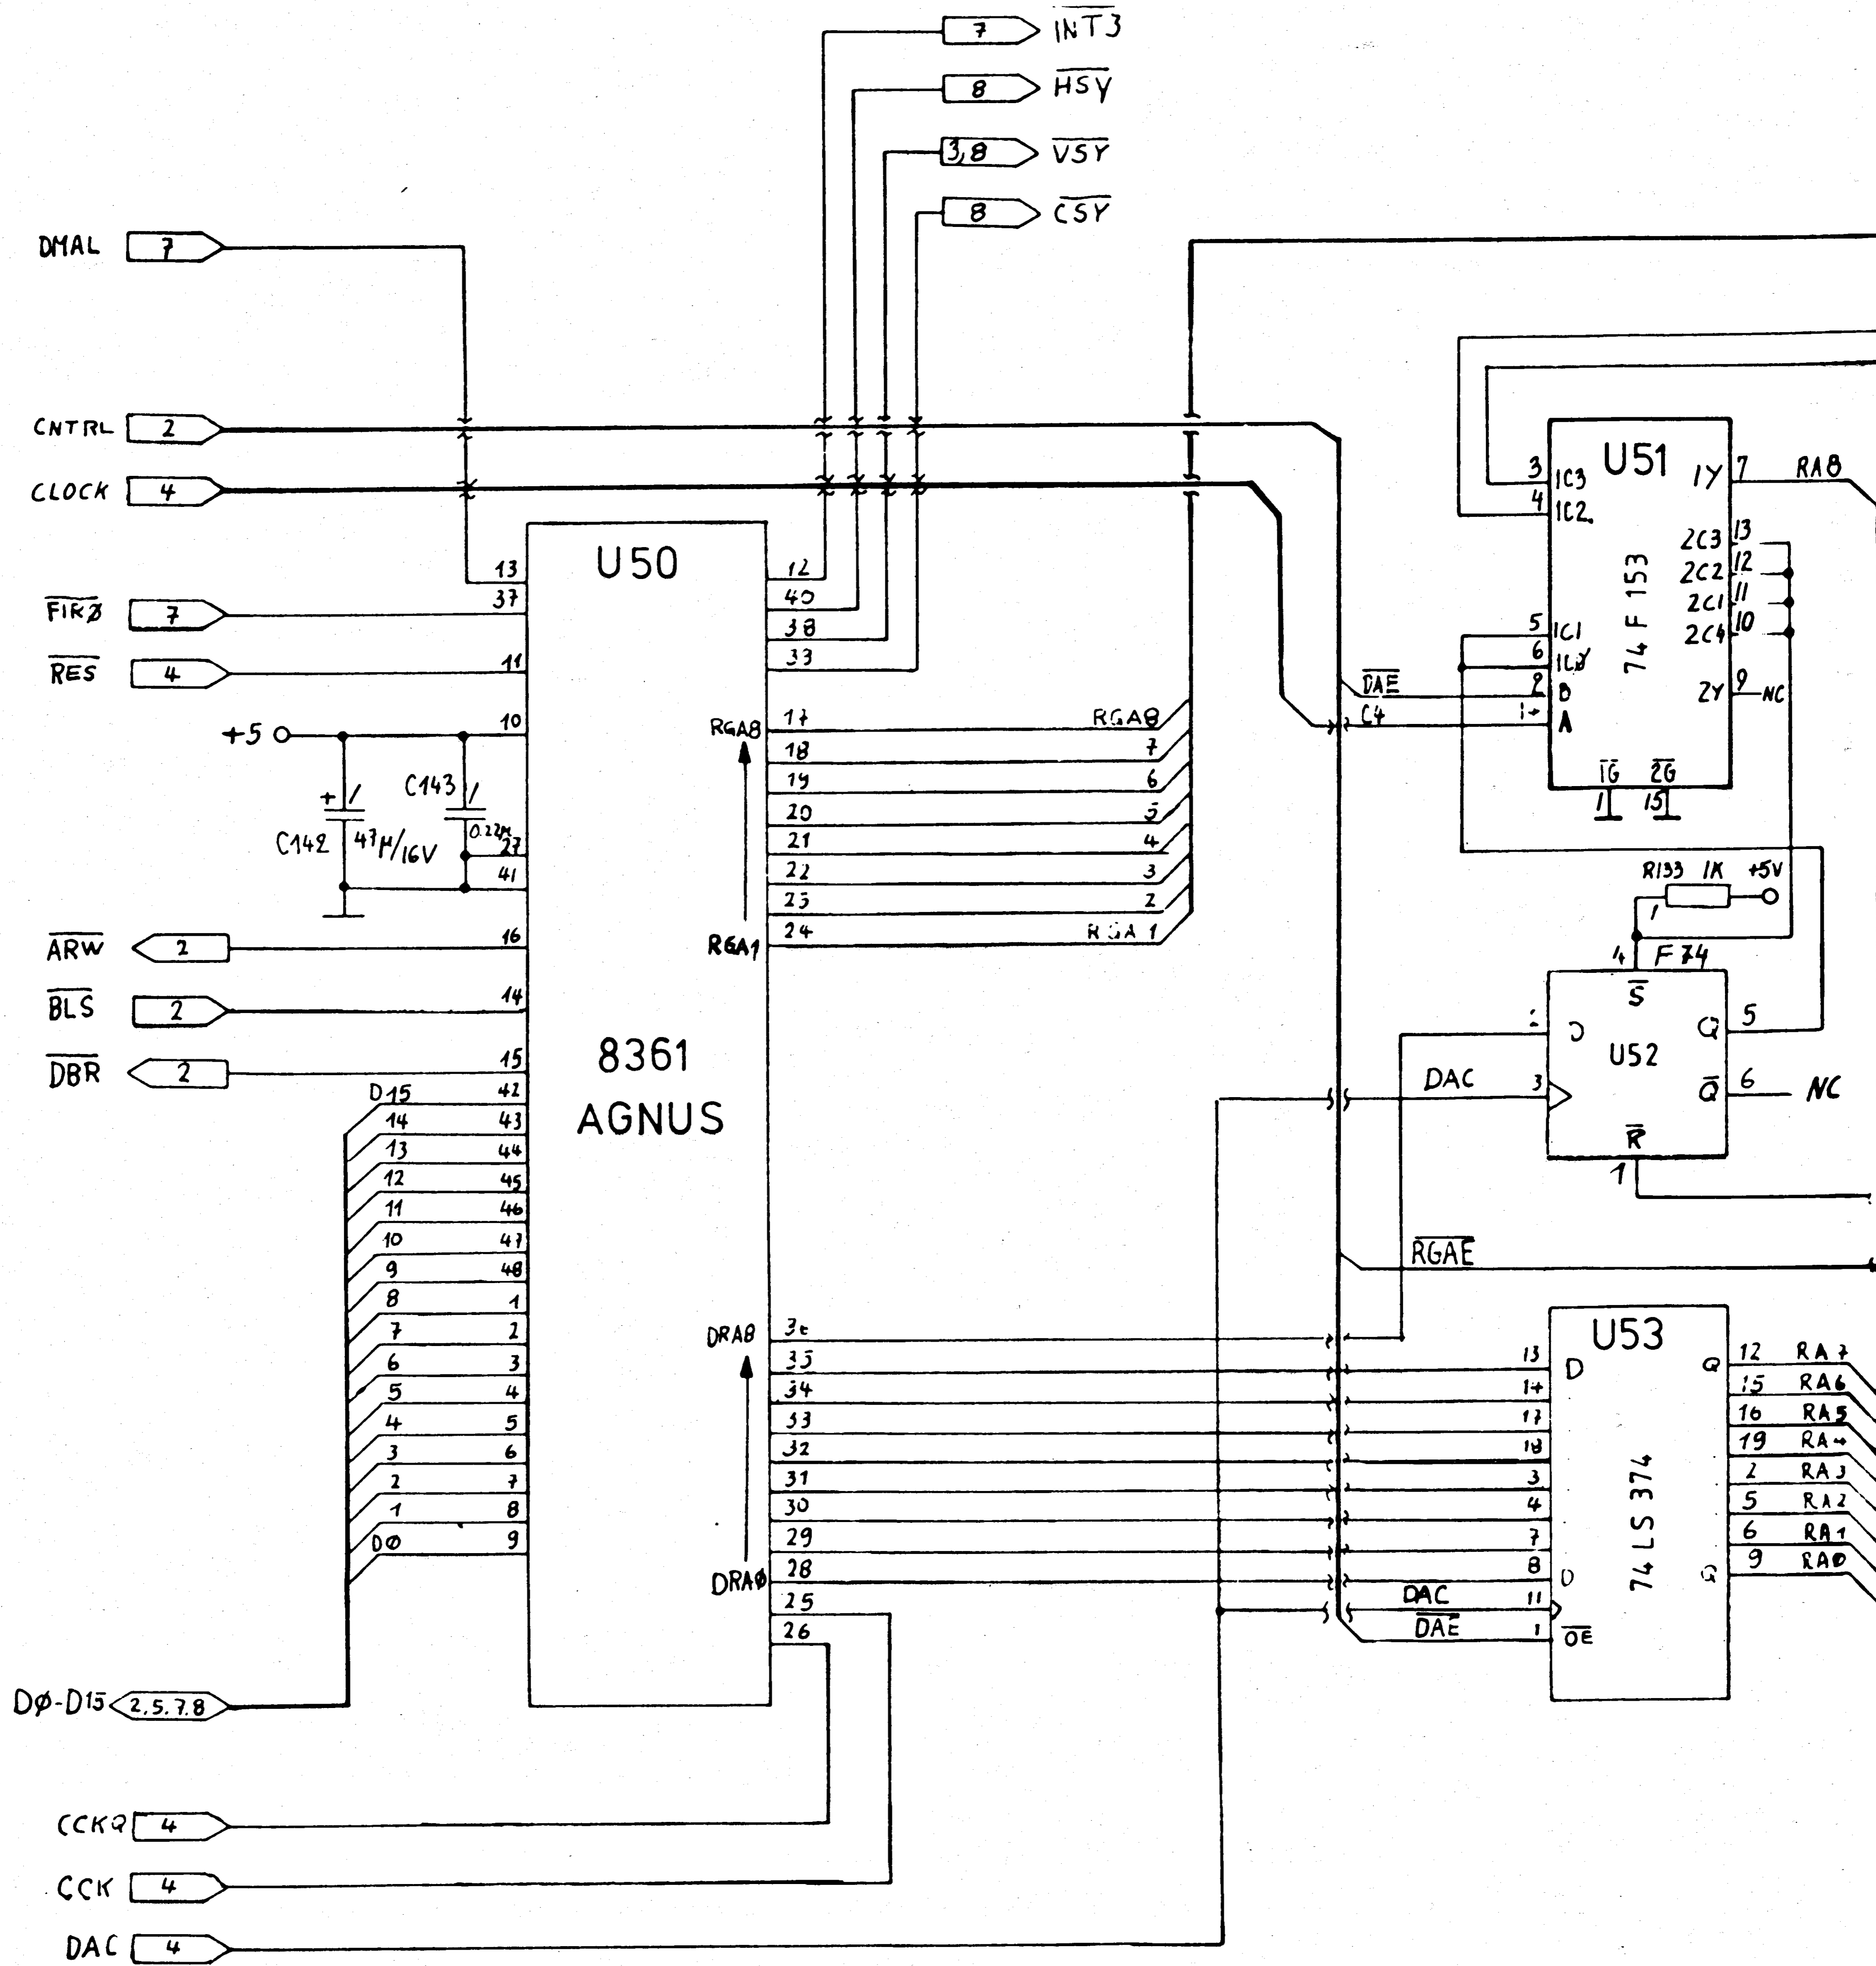 7 INT3
8 HSY
3,8 VSY
8 CSY
DMAL 7
CNTRL 2
CLOCK 4
FIRØ 7
RES 4
+5
C142 + 47µ/16V
C143
ARW 2
BLS 2
DBR 2
DØ-D15 2.5.7.8
CCKQ 4
CCK 4
DAC 4
U50
8361
AGNUS
13
37
11
10
27
41
16
14
15
D15 42
14 43
13 44
12 45
11 46
10 47
9 48
8 1
7 2
6 3
5 4
4 5
3 6
2 7
1 8
DØ 9
12
40
38
33
RGA8 17 RGA8
18 7
19 6
20 5
21 4
22 3
23 2
RGA1 24 RGA1
DRA8
35
34
33
32
31
30
29
DRAØ 28
25
26
U51
74F153
3 1C3
4 1C2
5 1C1
6 1CØ
DAE 2 B
C4 14 A
1Y 7 RA8
2C3 13
2C2 12
2C1 11
2C4 10
2Y 9 NC
1G 2G
1 15
R133 1K +5V
1
4 F74
S
2 D
Q 5
U52
DAC 3
Q 6 NC
R
1
RGAE
U53
74LS374
13 D
14
17
18
3
4
7
8 D
DAC 11
DAE 1 OE
Q 12 RA7
15 RA6
16 RA5
19 RA4
2 RA3
5 RA2
6 RA1
Q 9 RAØ